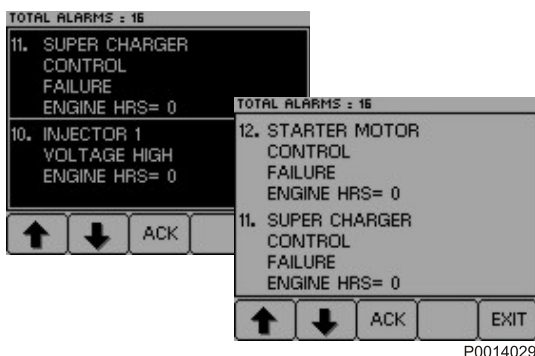 TOTAL ALARMS : 16
11. SUPER CHARGER
CONTROL
FAILURE
ENGINE HRS= 0
10. INJECTOR 1
VOLTAGE HIGH
ENGINE HRS= 0
ACK
TOTAL ALARMS : 16
12. STARTER MOTOR
CONTROL
FAILURE
ENGINE HRS= 0
11. SUPER CHARGER
CONTROL
FAILURE
ENGINE HRS= 0
ACK EXIT
P0014029